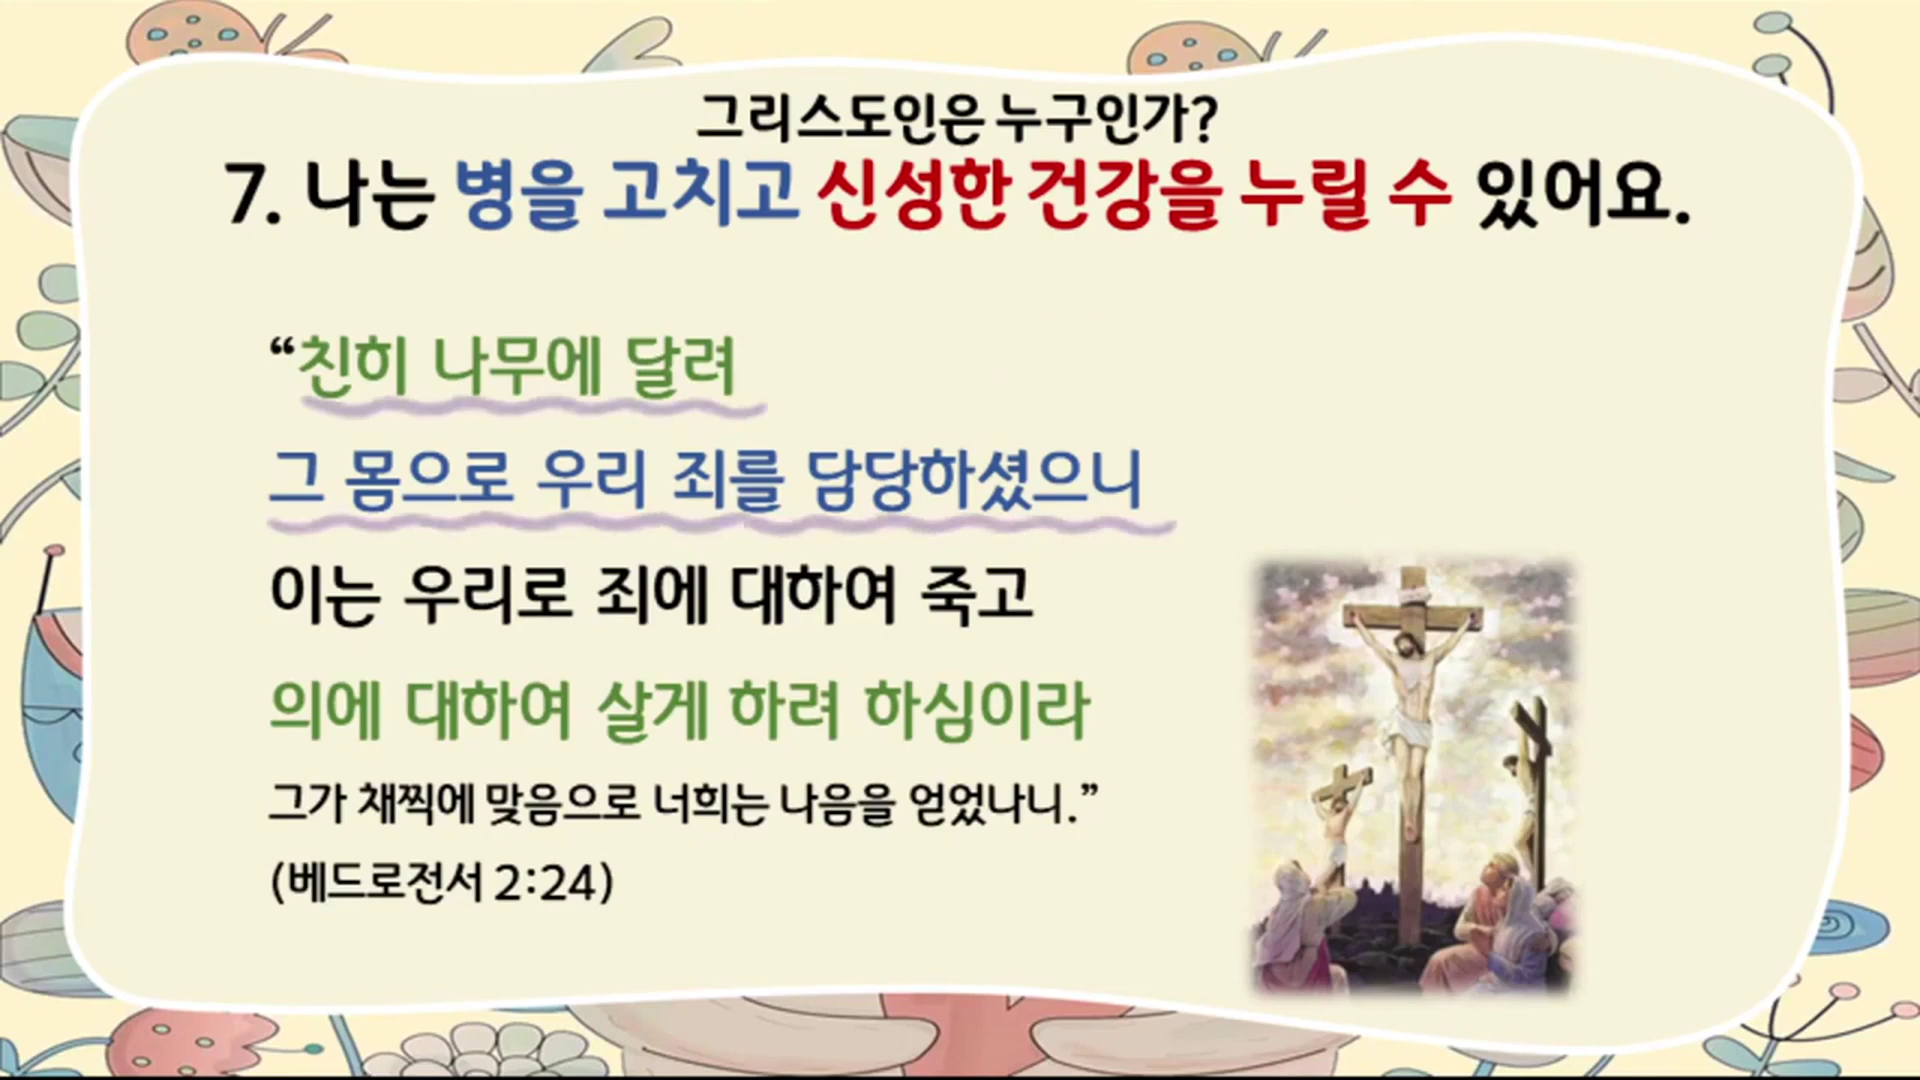 그리스도인은 누구인가?
7. 나는 병을 고치고 신성한 건강을 누릴 수 있어요.
“친히 나무에 달려
그 몸으로 우리 죄를 담당하셨으니
이는 우리로 죄에 대하여 죽고
의에 대하여 살게 하려 하심이라
그가 채찍에 맞음으로 너희는 나음을 얻었나니.”
(베드로전서 2:24)